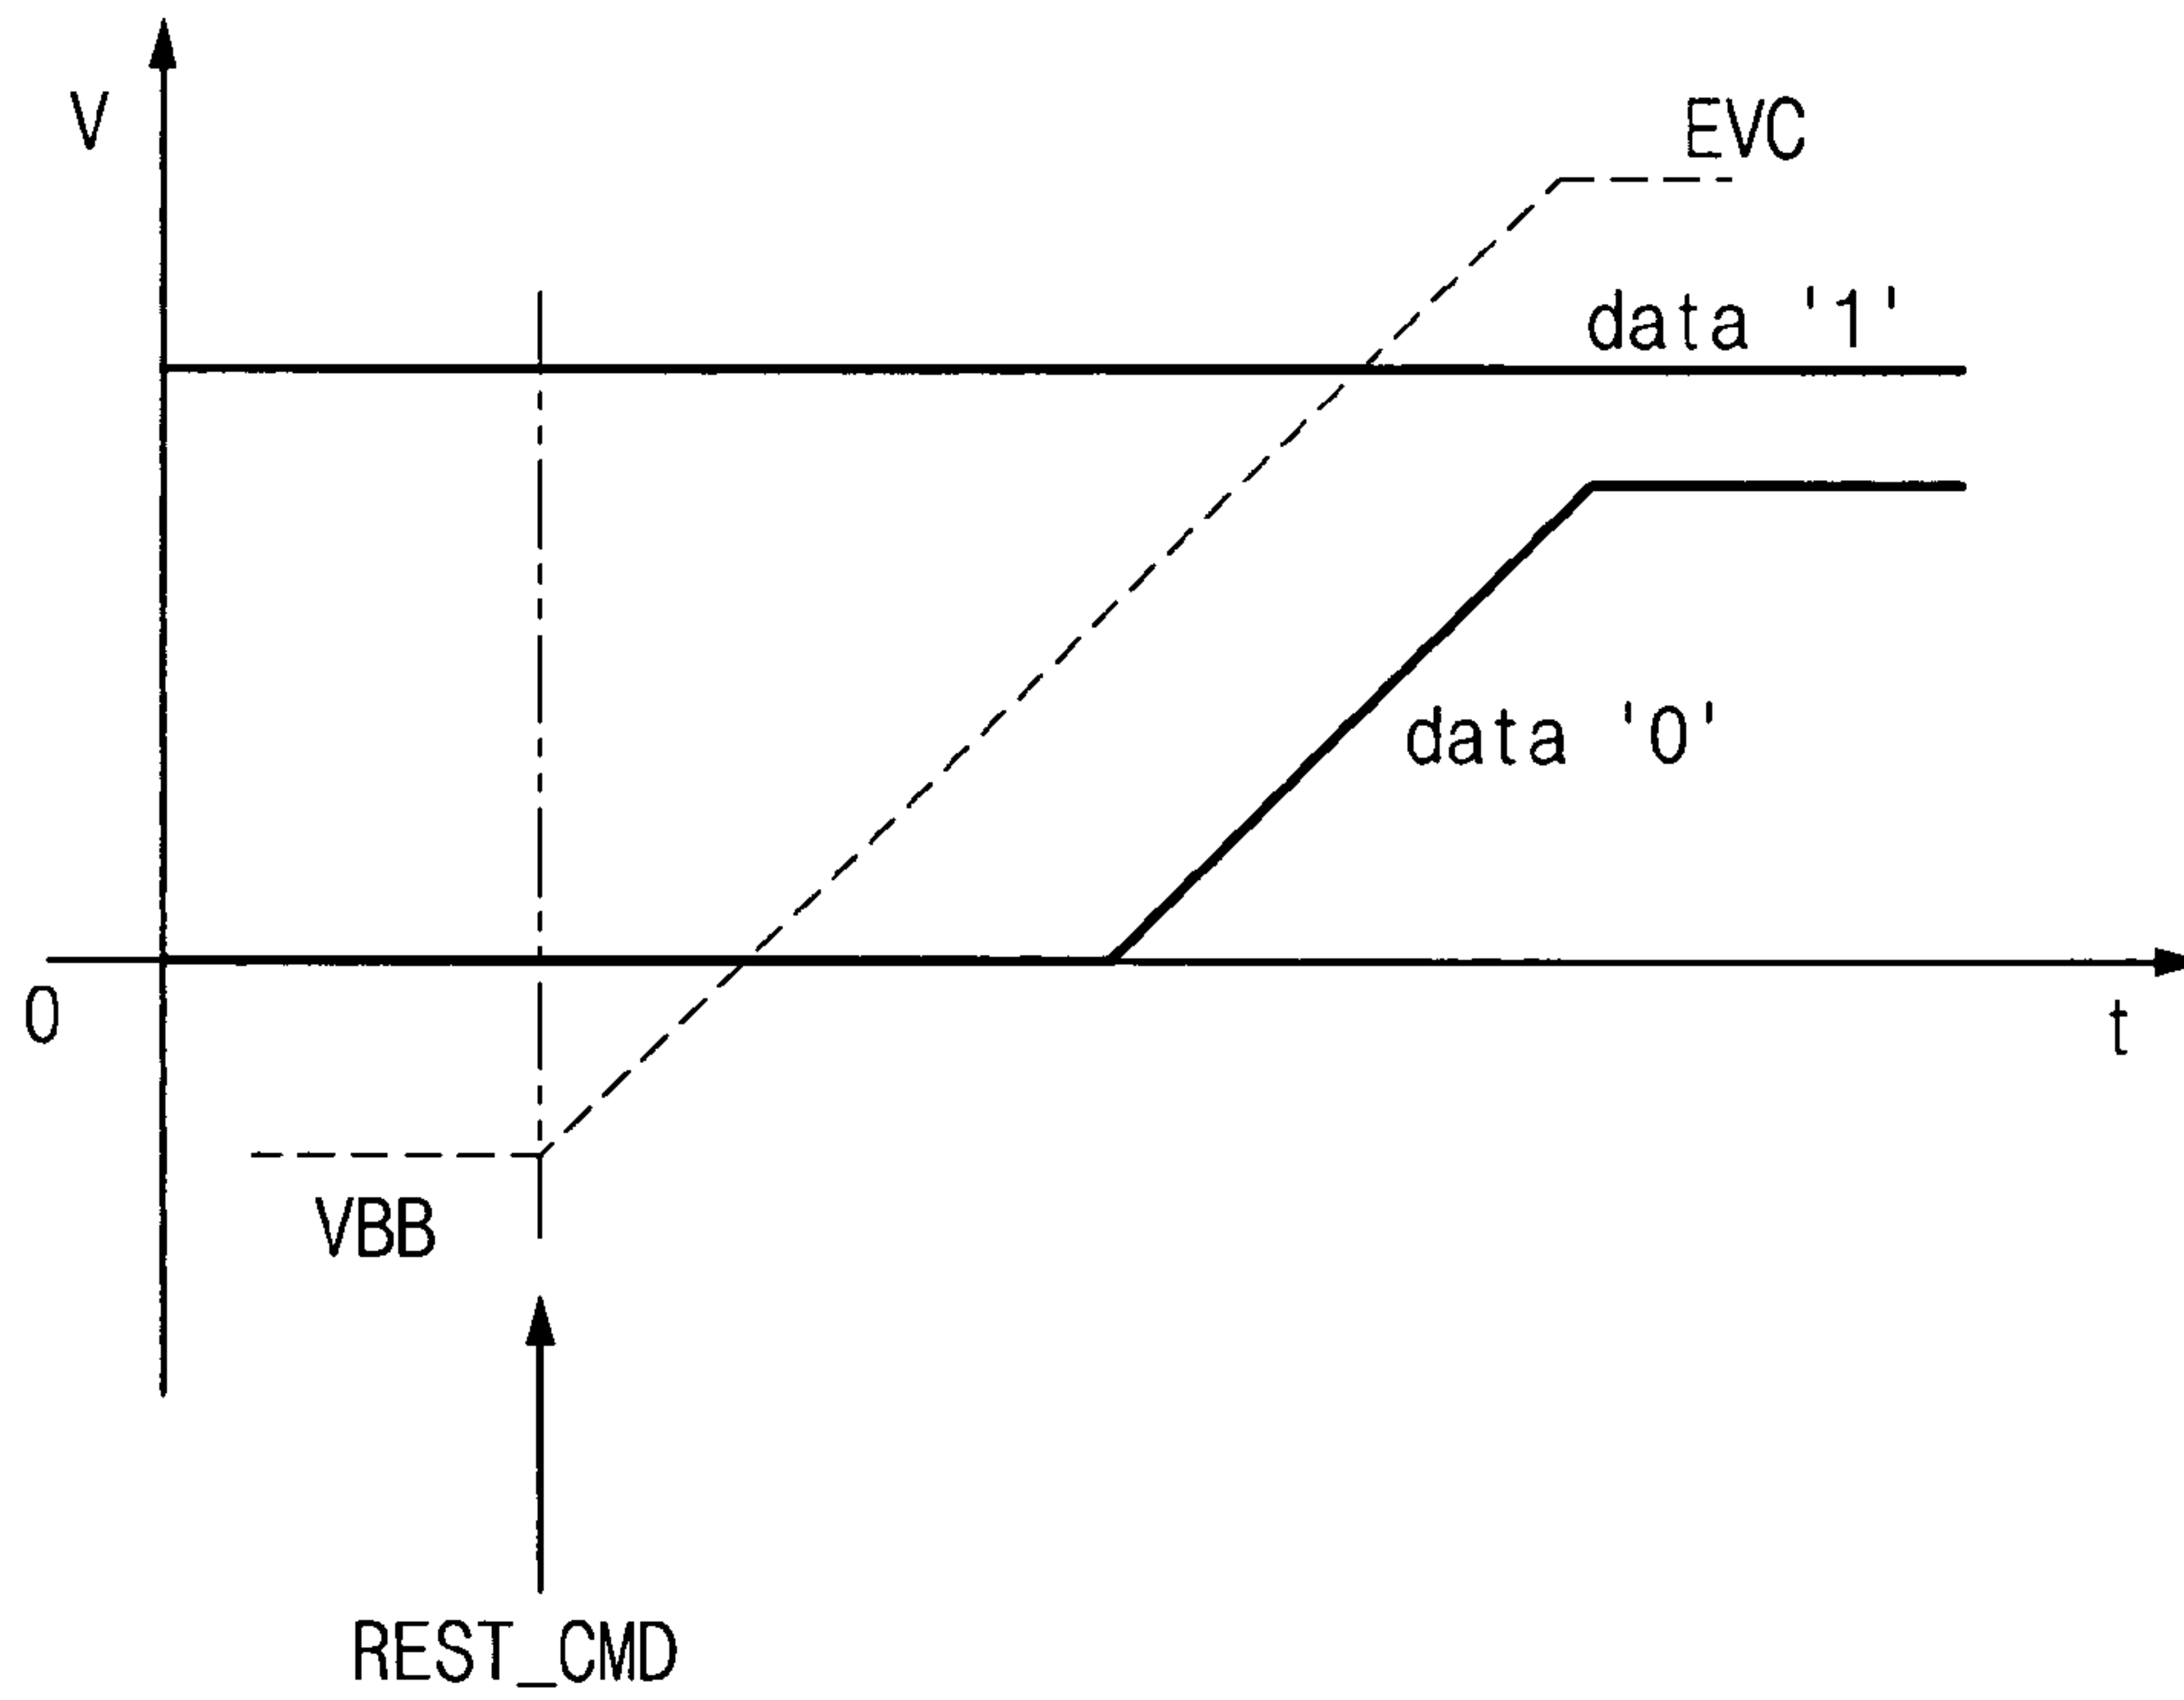 V
EVC
data '1'
data '0'
0
t
VBB
REST_CMD